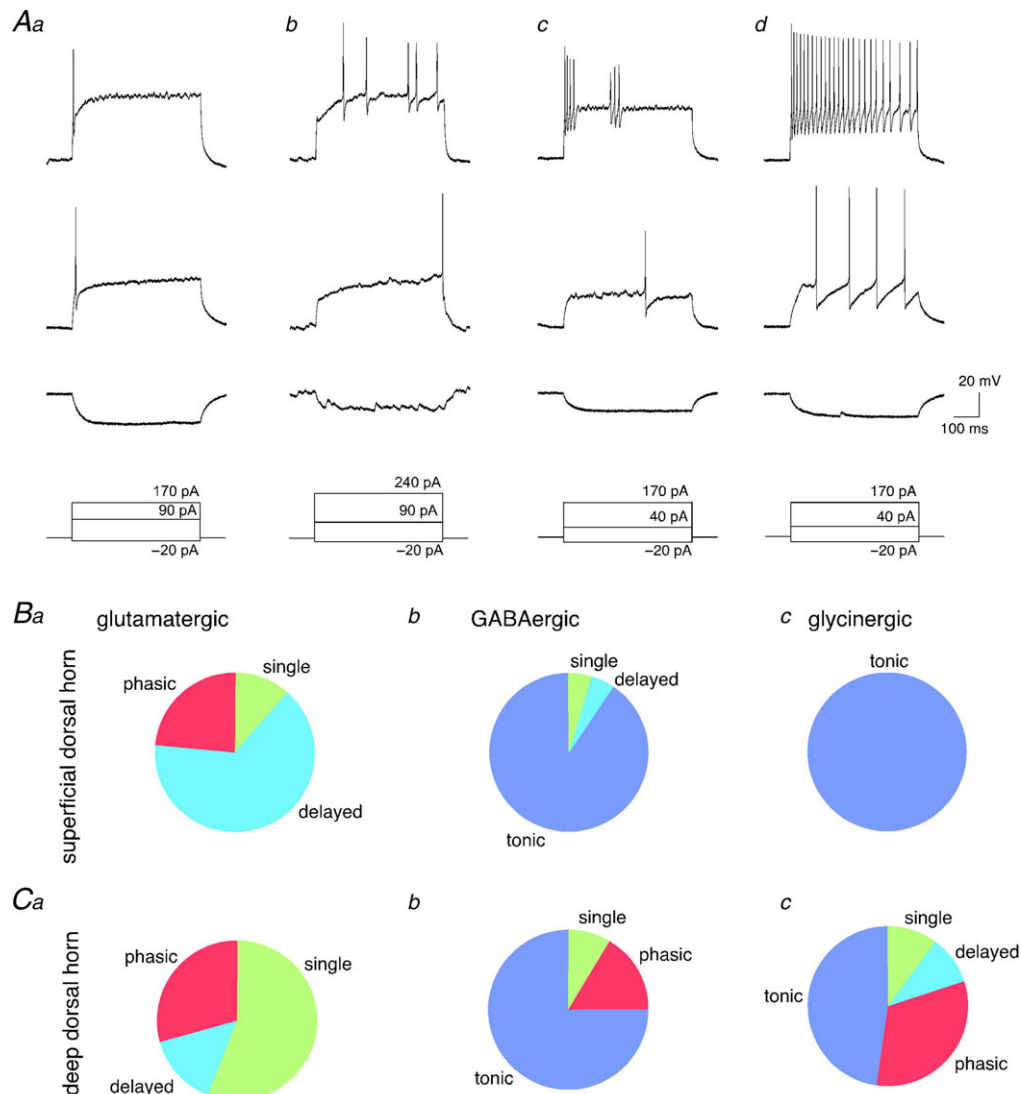 Aa
b
c
d
20 mV
100 ms
170 pA
90 pA
–20 pA
240 pA
90 pA
–20 pA
170 pA
40 pA
–20 pA
170 pA
40 pA
–20 pA
Ba
glutamatergic
b
GABAergic
c
glycinergic
superficial dorsal horn
phasic
single
delayed
single
delayed
tonic
tonic
Ca
b
c
deep dorsal horn
phasic
single
delayed
single
phasic
tonic
single
delayed
tonic
phasic